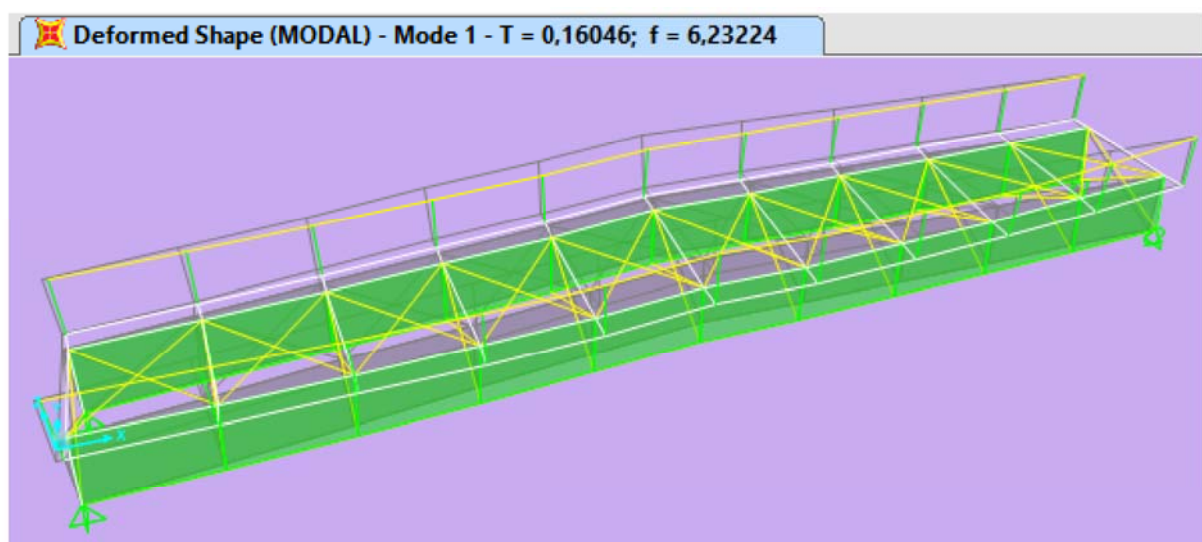 Deformed Shape (MODAL) - Mode 1 - T = 0,16046; f = 6,23224
X